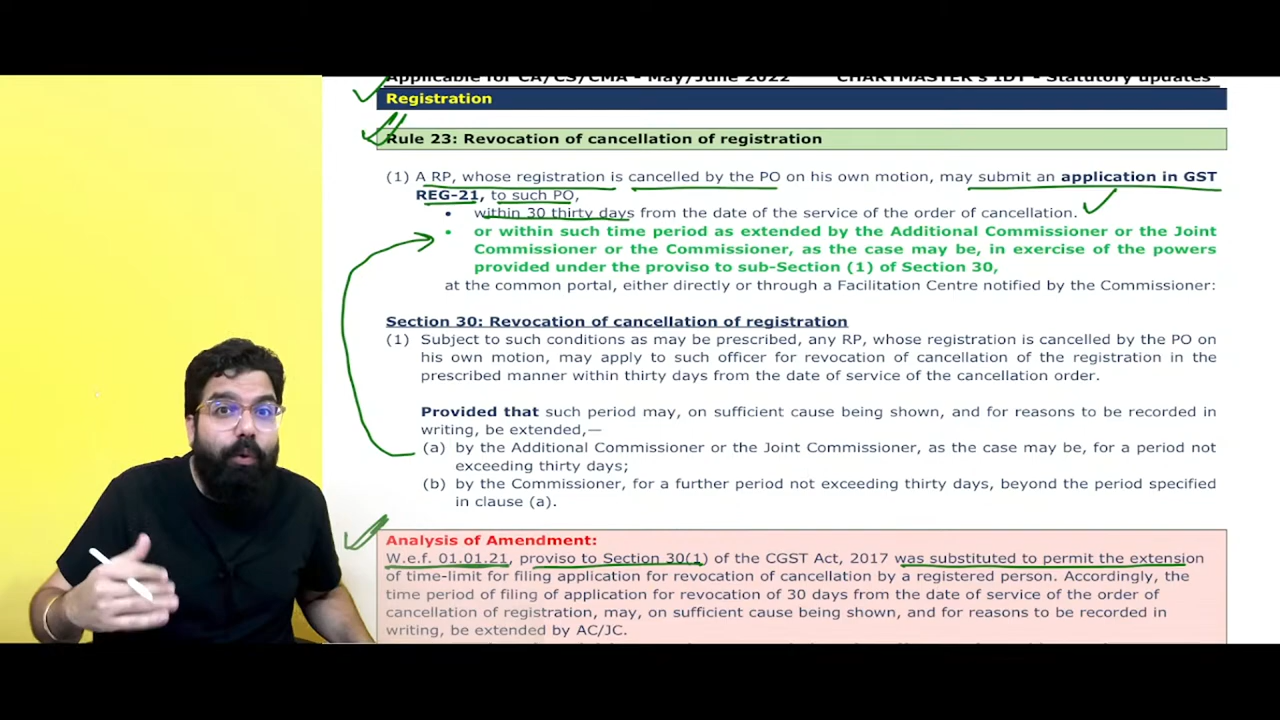 Applicable for CA/CS/CMA - May/June 2022 CHARTMASTER's IDT - Statutory updates
Registration
Rule 23: Revocation of cancellation of registration
(1) A RP, whose registration is cancelled by the PO on his own motion, may submit an application in GST
REG-21, to such PO,
• within 30 thirty days from the date of the service of the order of cancellation.
• or within such time period as extended by the Additional Commissioner or the Joint
Commissioner or the Commissioner, as the case may be, in exercise of the powers
provided under the proviso to sub-Section (1) of Section 30,
at the common portal, either directly or through a Facilitation Centre notified by the Commissioner:
Section 30: Revocation of cancellation of registration
(1) Subject to such conditions as may be prescribed, any RP, whose registration is cancelled by the PO on
his own motion, may apply to such officer for revocation of cancellation of the registration in the
prescribed manner within thirty days from the date of service of the cancellation order.
Provided that such period may, on sufficient cause being shown, and for reasons to be recorded in
writing, be extended,—
(a) by the Additional Commissioner or the Joint Commissioner, as the case may be, for a period not
exceeding thirty days;
(b) by the Commissioner, for a further period not exceeding thirty days, beyond the period specified
in clause (a).
Analysis of Amendment:
W.e.f. 01.01.21, proviso to Section 30(1) of the CGST Act, 2017 was substituted to permit the extension
of time-limit for filing application for revocation of cancellation by a registered person. Accordingly, the
time period of filing of application for revocation of 30 days from the date of service of the order of
cancellation of registration, may, on sufficient cause being shown, and for reasons to be recorded in
writing, be extended by AC/JC.